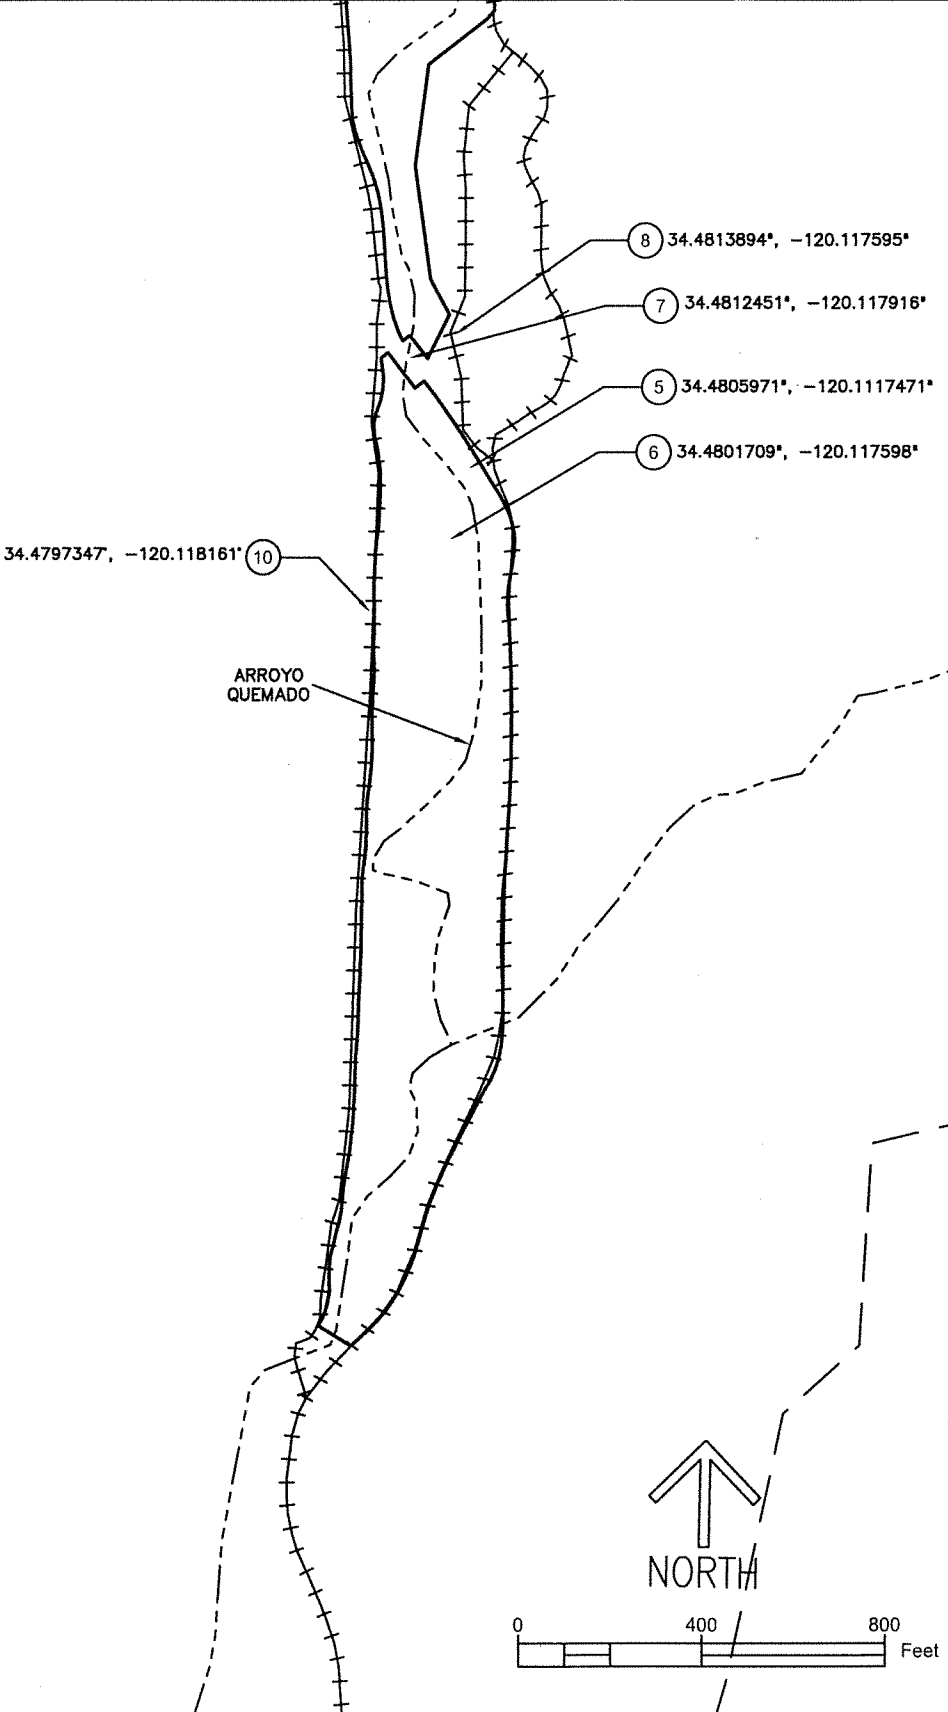 8 34.4813894", -120.117595"
7 34.4812451", -120.117916"
5 34.4805971", -120.1117471"
6 34.4801709", -120.117598"
34.4797347', -120.118161' 10
ARROYO
QUEMADO
NORTH
0 400 800
Feet